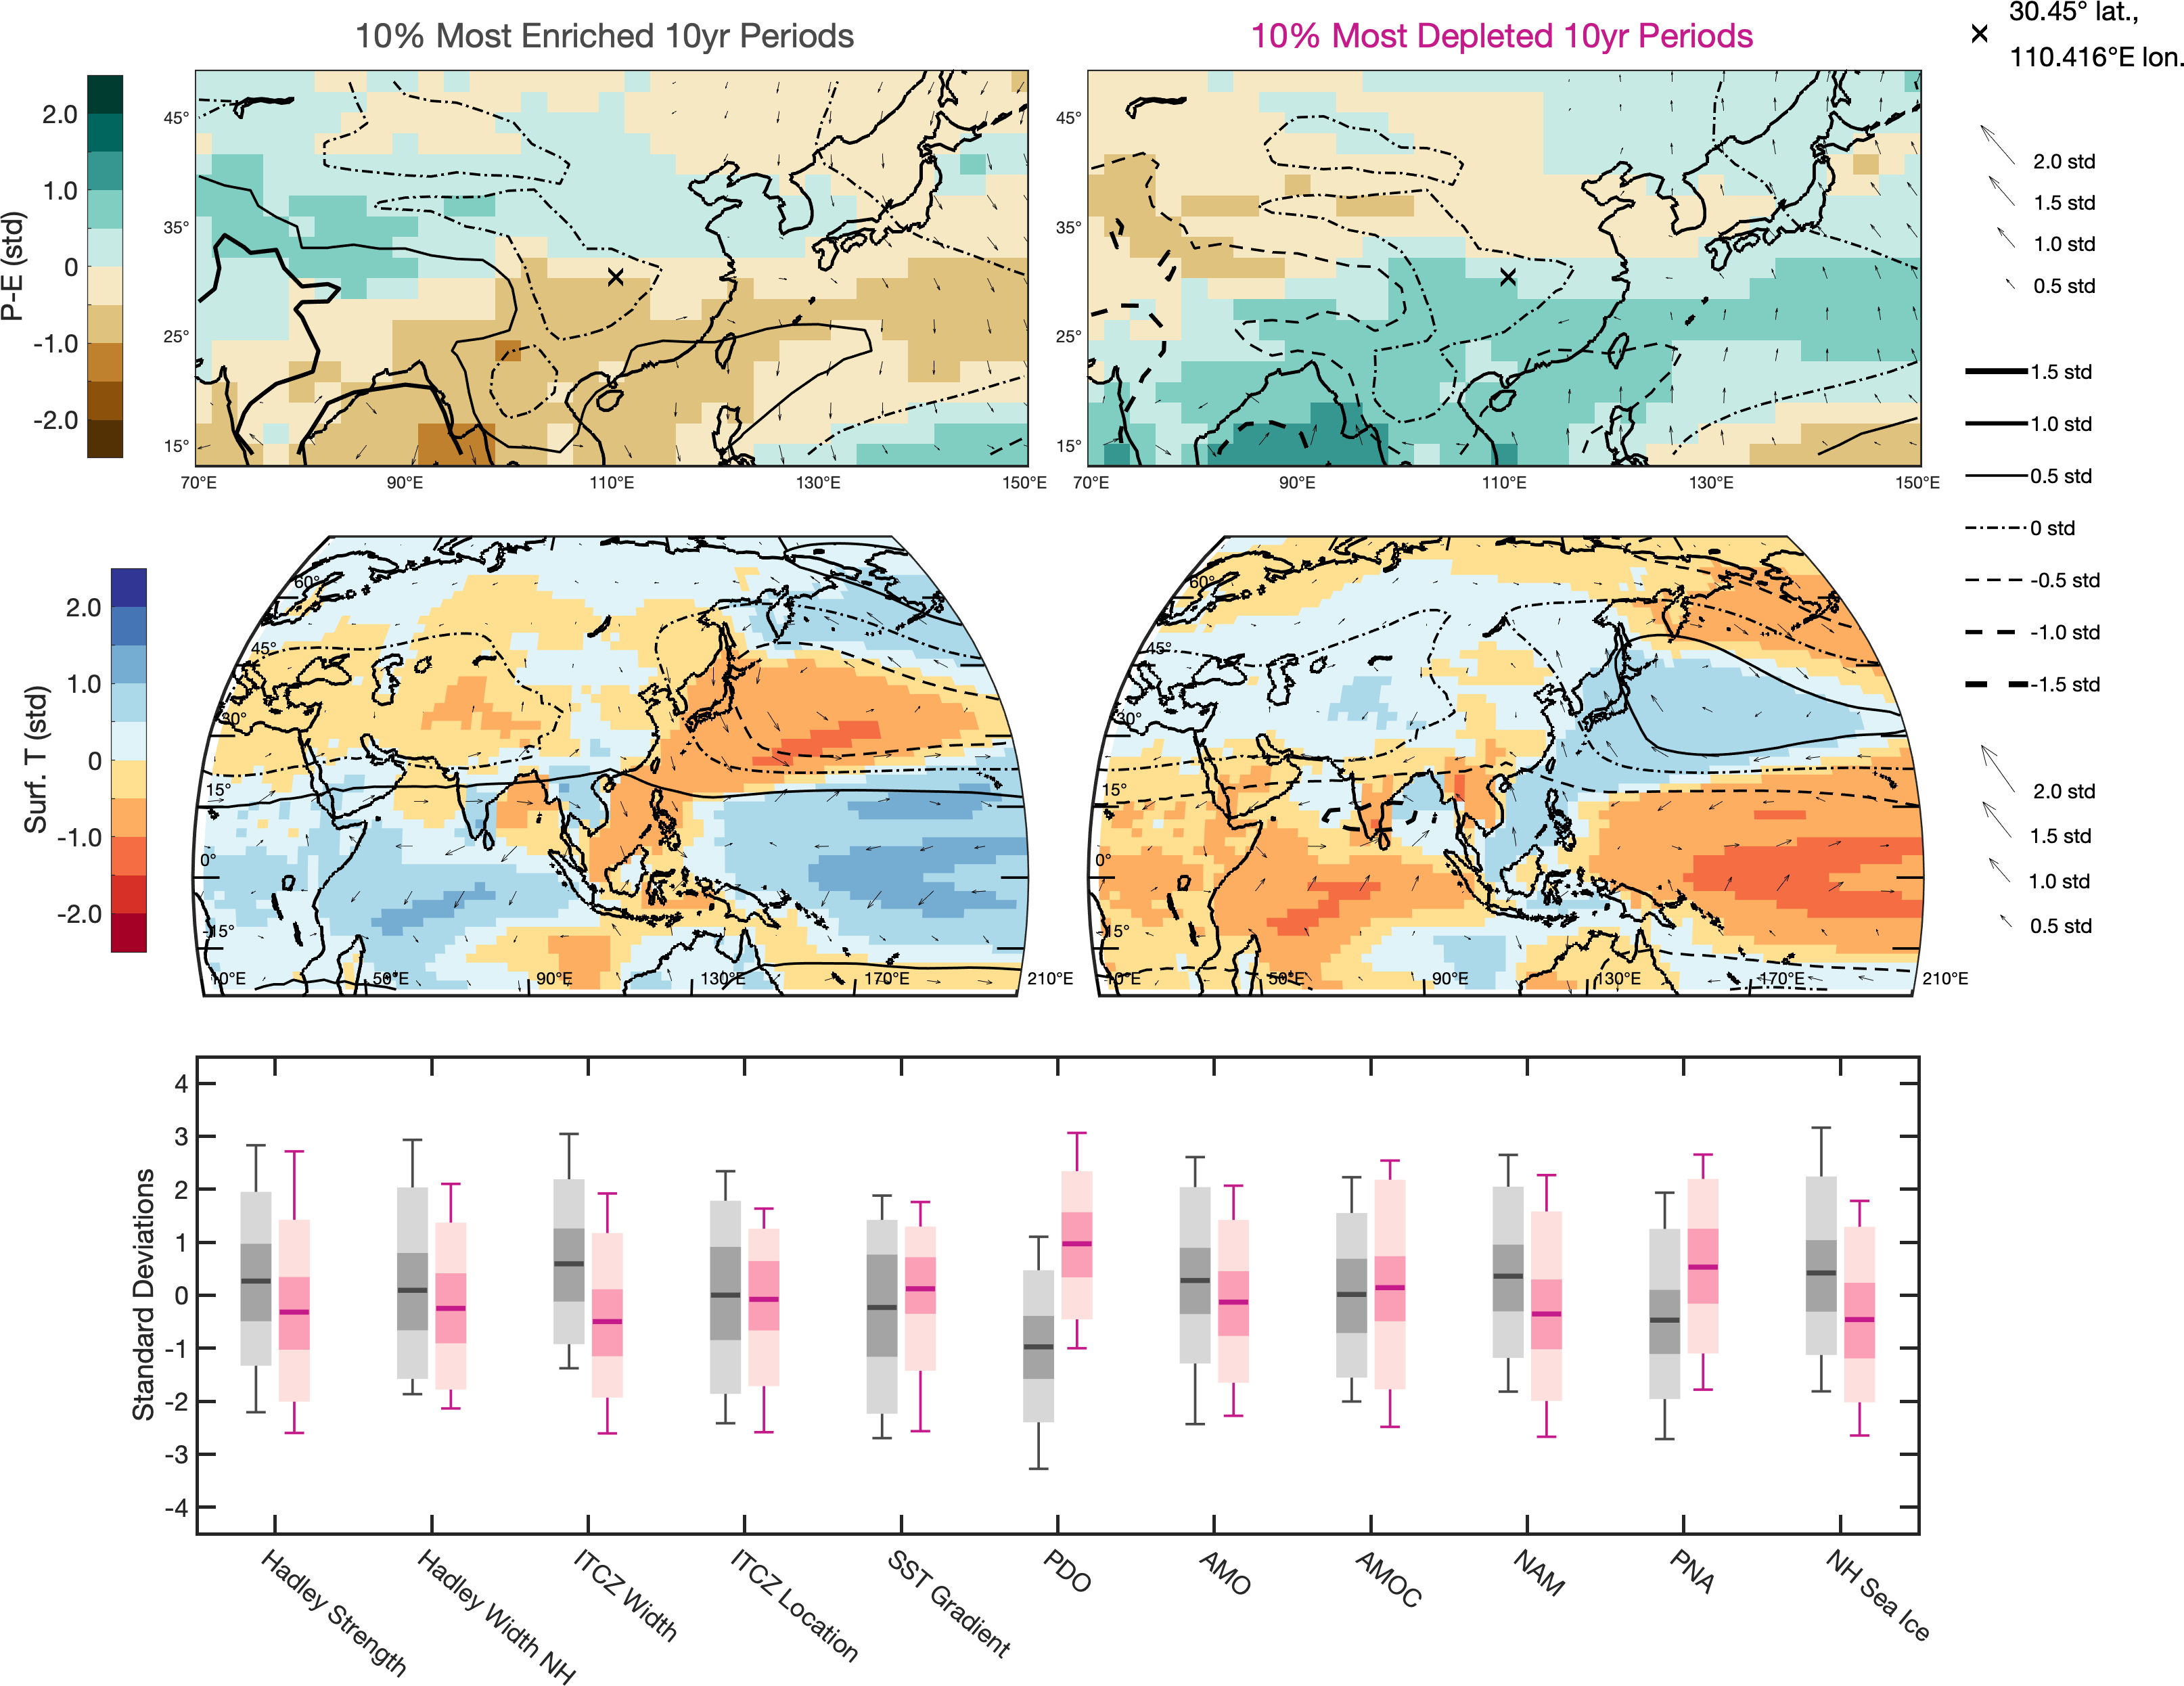 10% Most Enriched 10yr Periods
10% Most Depleted 10yr Periods
30.45° lat.,
110.416°E lon.
P-E (std)
2.0
1.0
0
-1.0
-2.0
45°
35°
25°
15°
70°E
90°E
110°E
130°E
150°E
45°
35°
25°
15°
70°E
90°E
110°E
130°E
150°E
2.0 std
1.5 std
1.0 std
0.5 std
1.5 std
1.0 std
0.5 std
0 std
-0.5 std
-1.0 std
-1.5 std
2.0 std
1.5 std
1.0 std
0.5 std
Surf. T (std)
2.0
1.0
0
-1.0
-2.0
60°
45°
30°
15°
0°
-15°
10°E
50°E
90°E
130°E
170°E
210°E
60°
45°
30°
15°
0°
-15°
10°E
50°E
90°E
130°E
170°E
210°E
Standard Deviations
4
3
2
1
0
-1
-2
-3
-4
Hadley Strength
Hadley Width NH
ITCZ Width
ITCZ Location
SST Gradient
PDO
AMO
AMOC
NAM
PNA
NH Sea Ice